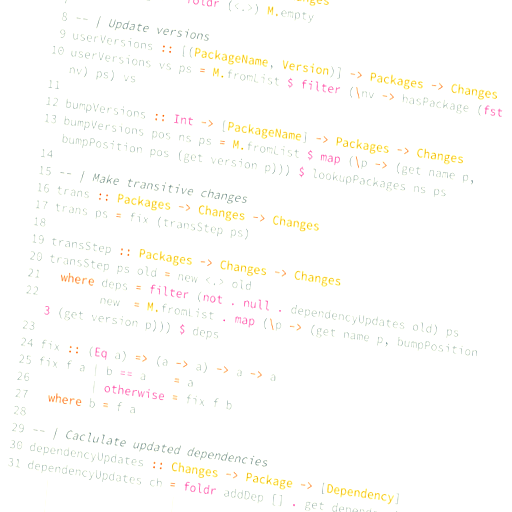 foldr (<.>) M.empty
8 -- | Update versions
9 userVersions :: [(PackageName, Version)] -> Packages -> Changes
10 userVersions vs ps = M.fromList $ filter (\nv -> hasPackage (fst
nv) ps) vs
11
12 bumpVersions :: Int -> [PackageName] -> Packages -> Changes
13 bumpVersions pos ns ps = M.fromList $ map (\p -> (get name p,
bumpPosition pos (get version p))) $ lookupPackages ns ps
14
15 -- | Make transitive changes
16 trans :: Packages -> Changes -> Changes
17 trans ps = fix (transStep ps)
18
19 transStep :: Packages -> Changes -> Changes
20 transStep ps old = new <.> old
21 where deps = filter (not . null . dependencyUpdates old) ps
22 new = M.fromList . map (\p -> (get name p, bumpPosition
3 (get version p))) $ deps
23
24 fix :: (Eq a) => (a -> a) -> a -> a
25 fix f a | b == a = a
26 | otherwise = fix f b
27 where b = f a
28
29 -- | Caclulate updated dependencies
30 dependencyUpdates :: Changes -> Package -> [Dependency]
31 dependencyUpdates ch = foldr addDep [] . get